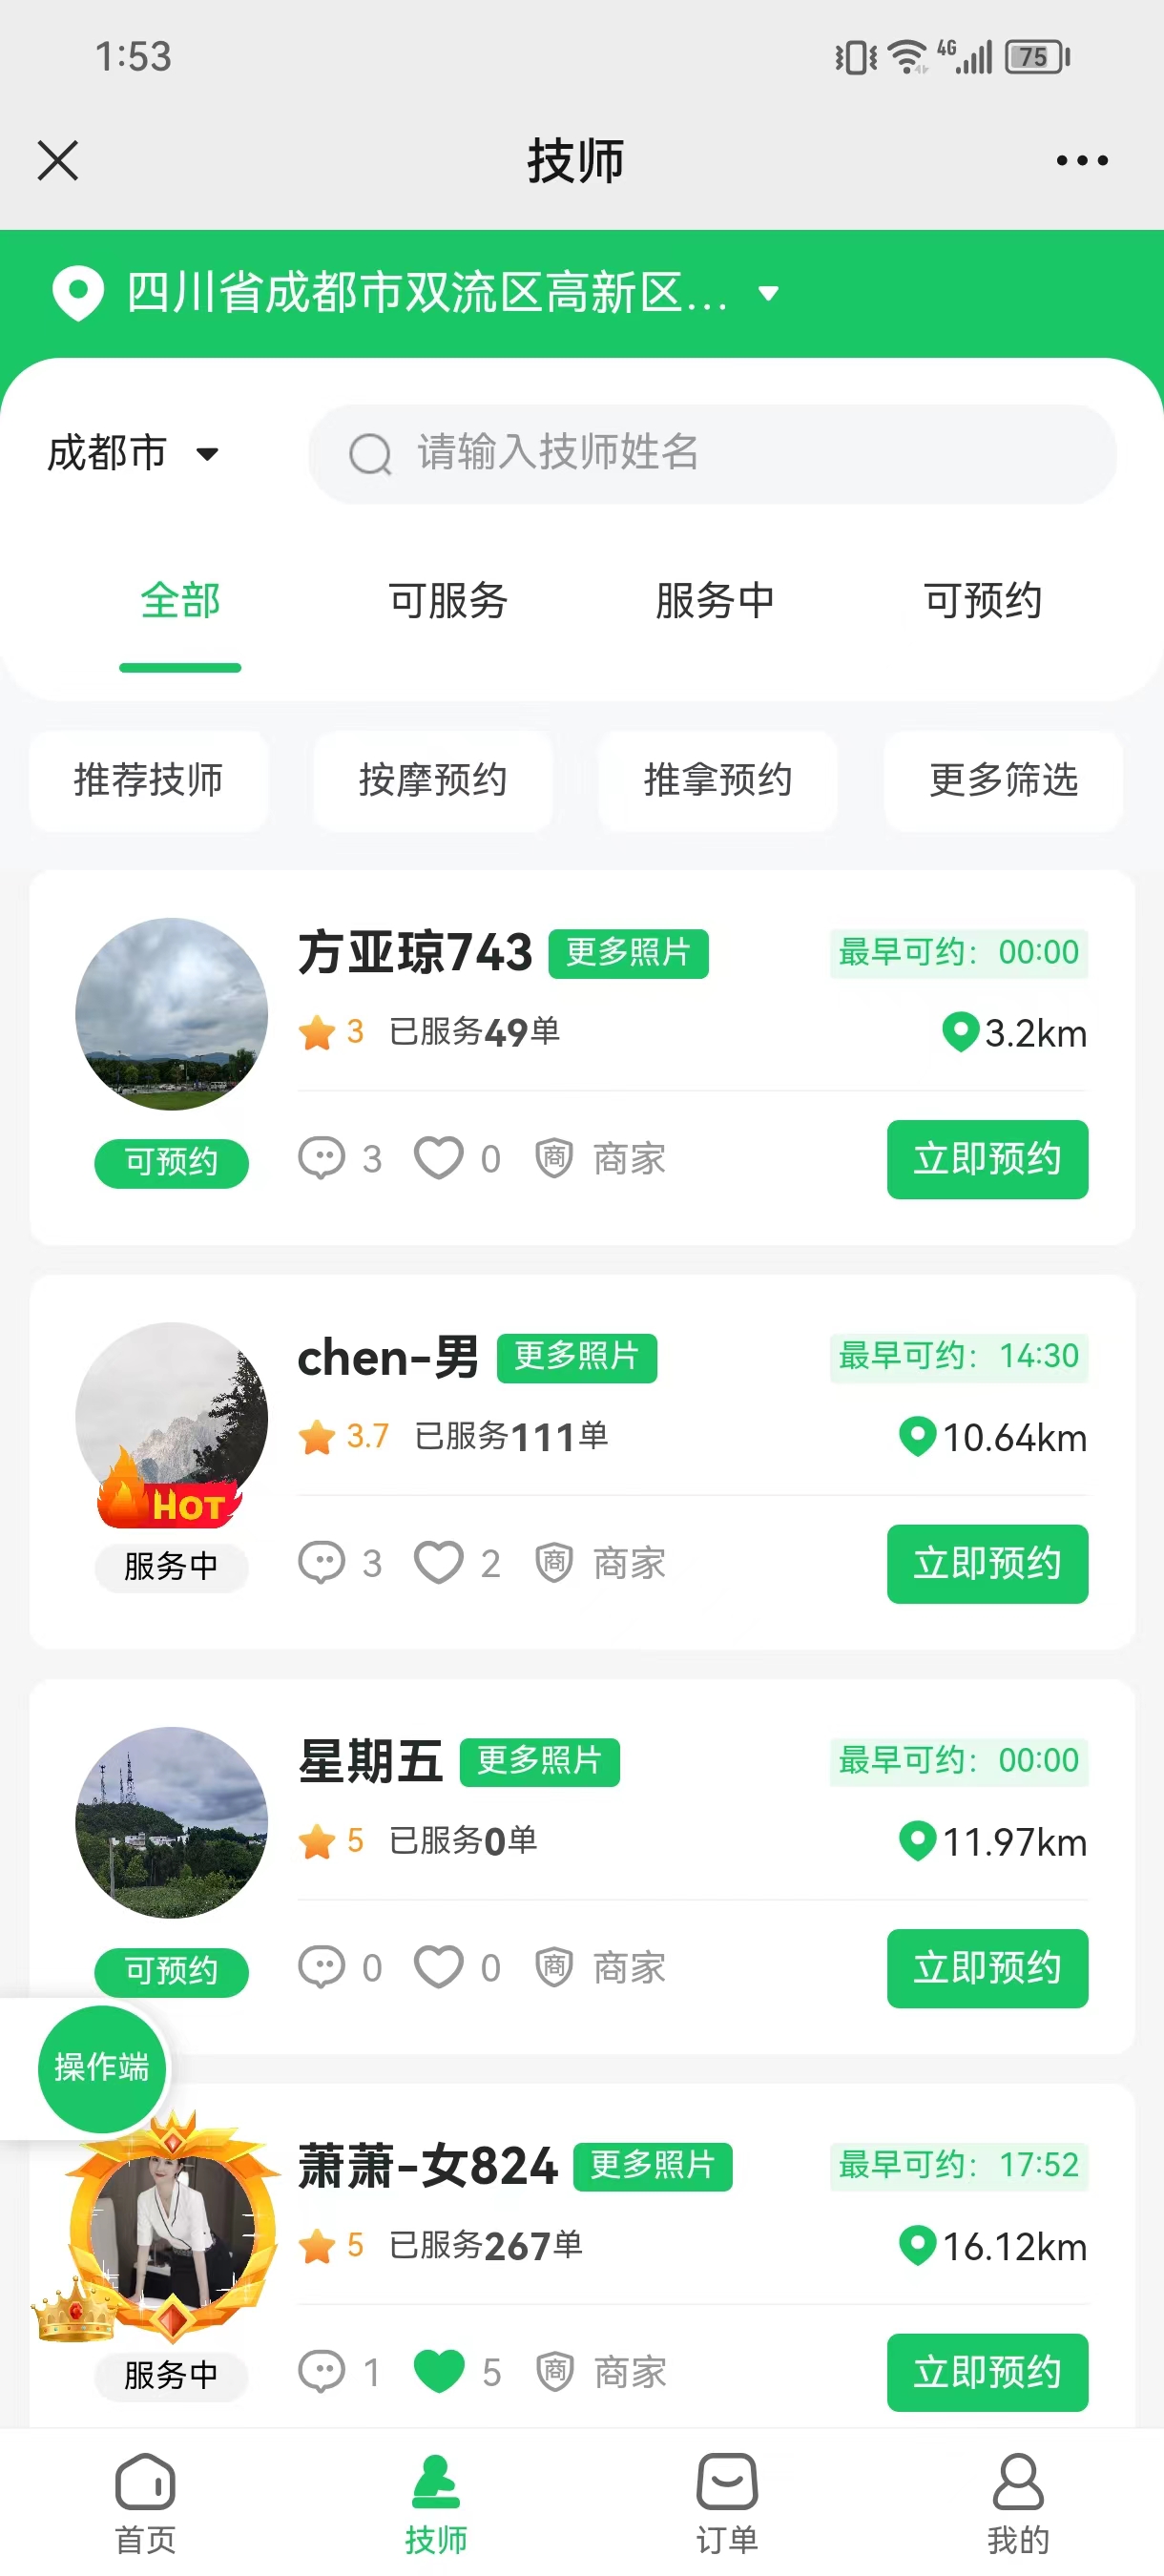 1:53
4G
75
技师
四川省成都市双流区高新区...
成都市
请输入技师姓名
全部 可服务 服务中 可预约
推荐技师 按摩预约 推拿预约 更多筛选
方亚琼743 更多照片 最早可约：00:00
3 已服务49单 3.2km
可预约 3 0 商 商家 立即预约
chen-男 更多照片 最早可约：14:30
3.7 已服务111单 10.64km
HOT
服务中 3 2 商 商家 立即预约
星期五 更多照片 最早可约：00:00
5 已服务0单 11.97km
可预约 0 0 商 商家 立即预约
操作端
萧萧-女824 更多照片 最早可约：17:52
5 已服务267单 16.12km
服务中 1 5 商 商家 立即预约
首页 技师 订单 我的